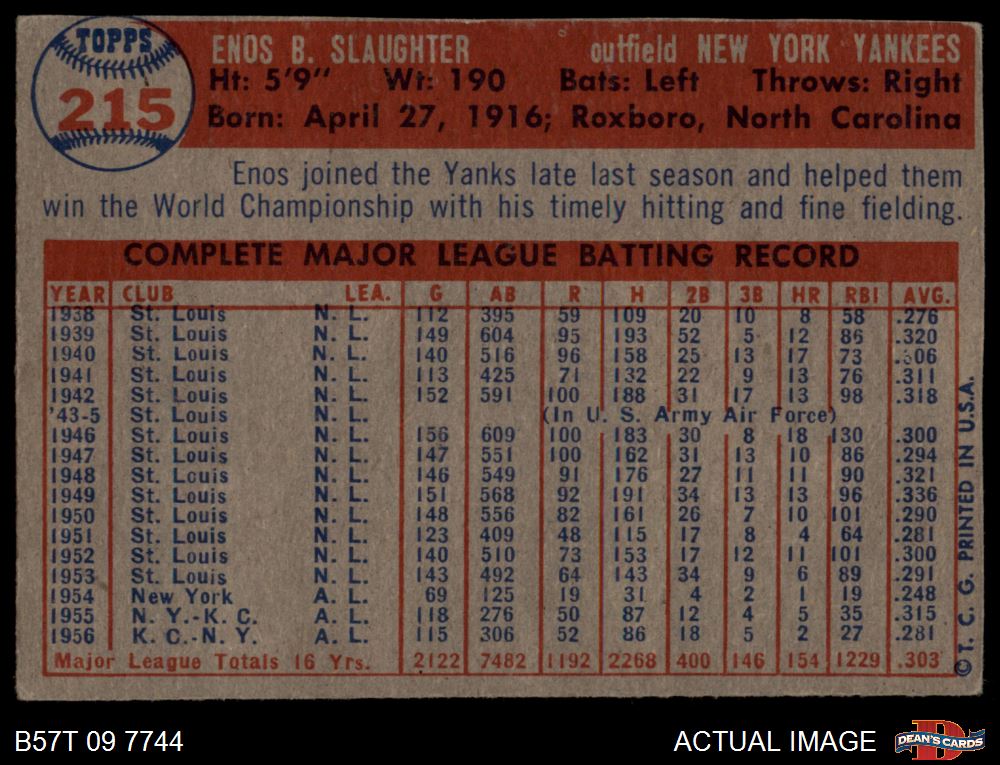 TOPPS
215
ENOS B. SLAUGHTER outfield NEW YORK YANKEES
Ht: 5'9" Wt: 190 Bats: Left Throws: Right
Born: April 27, 1916; Roxboro, North Carolina
Enos joined the Yanks late last season and helped them
win the World Championship with his timely hitting and fine fielding.
COMPLETE MAJOR LEAGUE BATTING RECORD
YEAR CLUB LEA. G AB R H 2B 3B HR RBI AVG.
1938 St. Louis N. L. 112 395 59 109 20 10 8 58 .276
1939 St. Louis N. L. 149 604 95 193 52 5 12 86 .320
1940 St. Louis N. L. 140 516 96 158 25 13 17 73 .306
1941 St. Louis N. L. 113 425 71 132 22 9 13 76 .311
1942 St. Louis N. L. 152 591 100 188 31 17 13 98 .318
'43-5 St. Louis N. L. (In U. S. Army Air Force)
1946 St. Louis N. L. 156 609 100 183 30 8 18 130 .300
1947 St. Louis N. L. 147 551 100 162 31 13 10 86 .294
1948 St. Louis N. L. 146 549 91 176 27 11 11 90 .321
1949 St. Louis N. L. 151 568 92 191 34 13 13 96 .336
1950 St. Louis N. L. 148 556 82 161 26 7 10 101 .290
1951 St. Louis N. L. 123 409 48 115 17 8 4 64 .281
1952 St. Louis N. L. 140 510 73 153 17 12 11 101 .300
1953 St. Louis N. L. 143 492 64 143 34 9 6 89 .291
1954 New York A. L. 69 125 19 31 4 2 1 19 .248
1955 N. Y.-K. C. A. L. 118 276 50 87 12 4 5 35 .315
1956 K. C.-N. Y. A. L. 115 306 52 86 18 5 2 27 .281
Major League Totals 16 Yrs. 2122 7482 1192 2268 400 146 154 1229 .303
© T. C. G. PRINTED IN U.S.A.
B57T 09 7744
ACTUAL IMAGE
DEAN'S CARDS